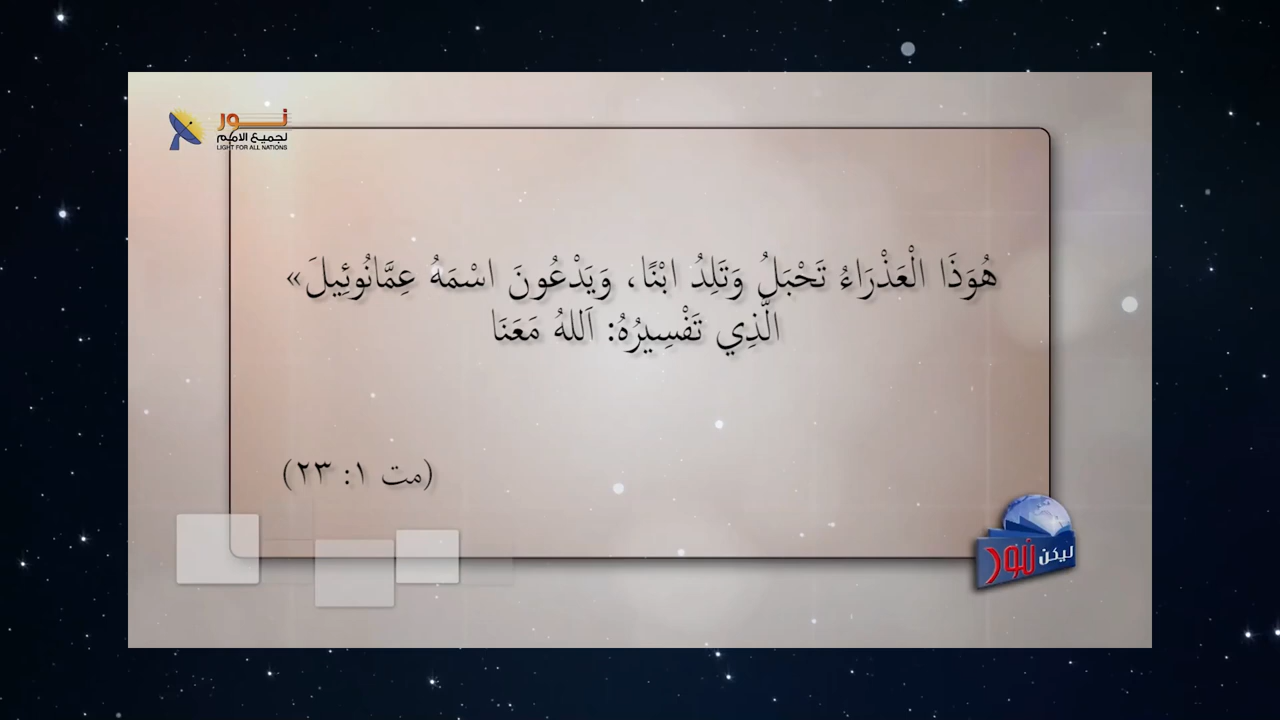 نور
لجميع الامم
LIGHT FOR ALL NATIONS
هُوَذَا الْعَذْرَاءُ تَحْبَلُ وَتَلِدُ ابْنًا، وَيَدْعُونَ اسْمَهُ عِمَّانُوئِيلَ»
الَّذِي تَفْسِيرُهُ: اَللهُ مَعَنَا
(مت ١: ٢٣)
ليكن نور